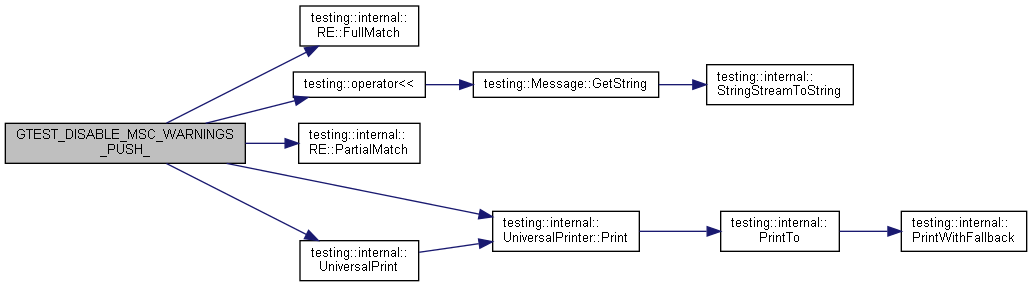 testing::internal::
RE::FullMatch
testing::operator<<
testing::Message::GetString
testing::internal::
StringStreamToString
GTEST_DISABLE_MSC_WARNINGS
_PUSH_
testing::internal::
RE::PartialMatch
testing::internal::
UniversalPrinter::Print
testing::internal::
PrintTo
testing::internal::
PrintWithFallback
testing::internal::
UniversalPrint